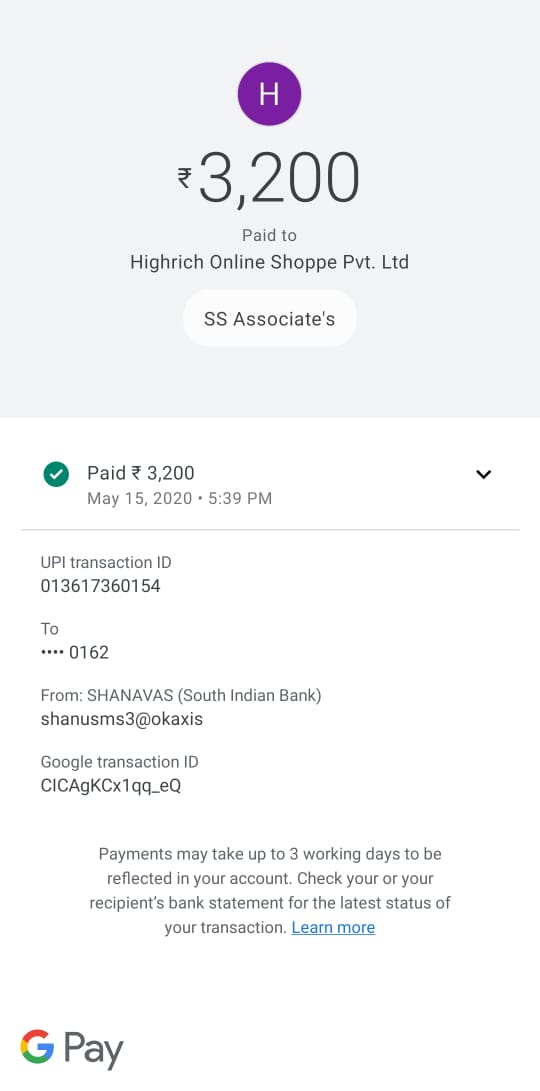 H
₹3,200
Paid to
Highrich Online Shoppe Pvt. Ltd
SS Associate's
Paid ₹ 3,200
May 15, 2020 • 5:39 PM
UPI transaction ID
013617360154
To
•••• 0162
From: SHANAVAS (South Indian Bank)
shanusms3@okaxis
Google transaction ID
CICAgKCx1qq_eQ
Payments may take up to 3 working days to be
reflected in your account. Check your or your
recipient’s bank statement for the latest status of
your transaction. Learn more
G Pay